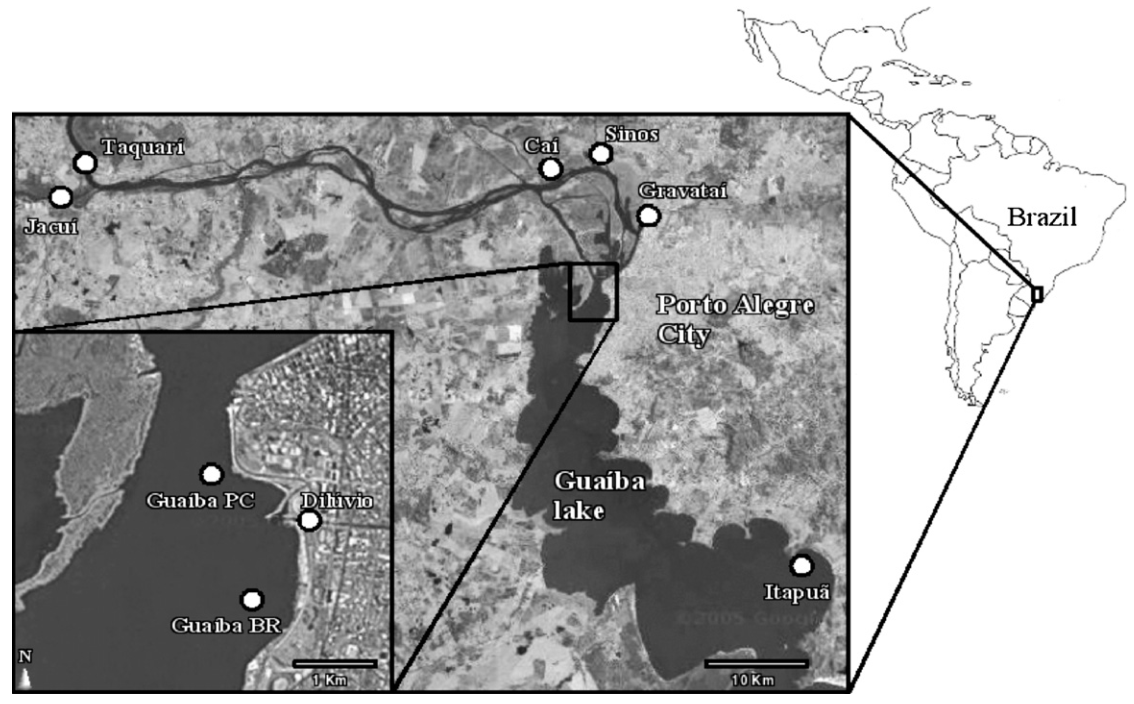 Taquari
Jacuí
Caí
Sinos
Gravataí
Brazil
Porto Alegre
City
Guaíba
lake
Itapuã
©2005 Google
10 Km
Guaíba PC
Dilúvio
Guaíba BR
N
1 Km